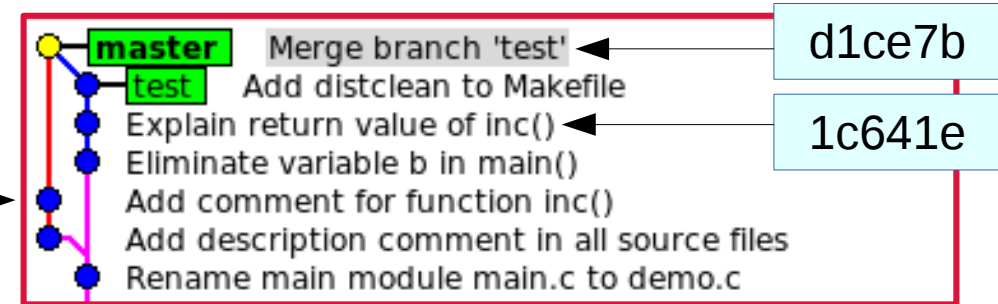 master Merge branch 'test' d1ce7b
test Add distclean to Makefile
Explain return value of inc() 1c641e
Eliminate variable b in main()
Add comment for function inc()
Add description comment in all source files
Rename main module main.c to demo.c